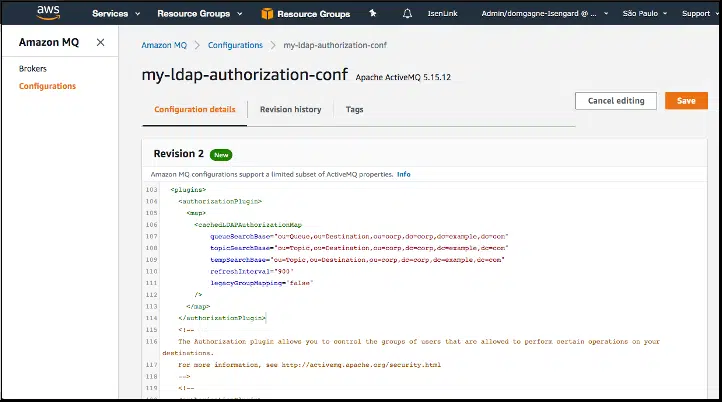 aws Services Resource Groups Resource Groups IsenLink Admin/domgagne-Isengard @ ... São Paulo Support
Amazon MQ
Brokers
Configurations
Amazon MQ > Configurations > my-ldap-authorization-conf
my-ldap-authorization-conf Apache ActiveMQ 5.15.12
Configuration details Revision history Tags
Cancel editing Save
Revision 2 New
Amazon MQ configurations support a limited subset of ActiveMQ properties. Info
103 <plugins>
104 <authorizationPlugin>
105 <map>
106 <cachedLDAPAuthorizationMap
107 queueSearchBase="ou=Queue,ou=Destination,ou=corp,dc=corp,dc=example,dc=com"
108 topicSearchBase="ou=Topic,ou=Destination,ou=corp,dc=corp,dc=example,dc=com"
109 tempSearchBase="ou=Topic,ou=Destination,ou=corp,dc=corp,dc=example,dc=com"
110 refreshInterval="900"
111 legacyGroupMapping="false"
112 />
113 </map>
114 </authorizationPlugin>
115 <!--
116 The Authorization plugin allows you to control the groups of users that are allowed to perform certain operations on your
destinations.
117 For more information, see http://activemq.apache.org/security.html
118 -->
119 <!--